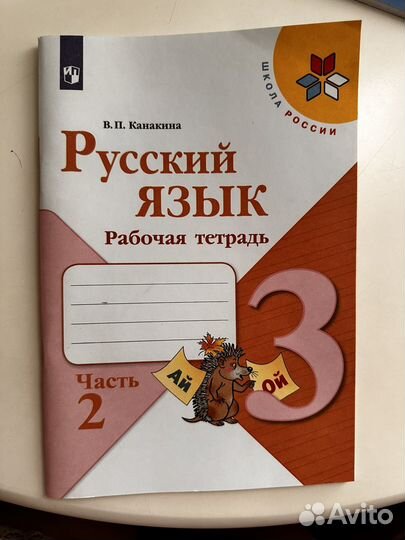 В.П. Канакина
ШКОЛА РОССИИ
Русский
язык
Рабочая тетрадь
Часть
2
Ай
Ой
3
Avito